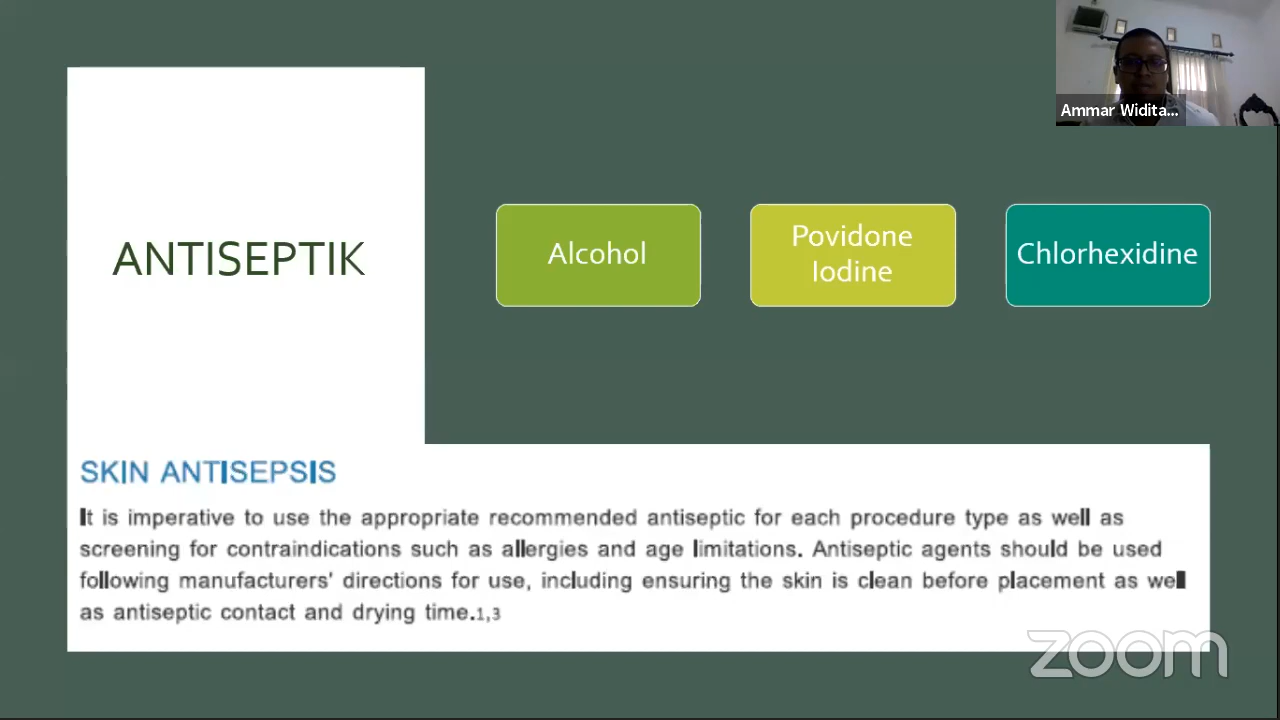 Ammar Widita...
ANTISEPTIK
Alcohol
Povidone
Iodine
Chlorhexidine
SKIN ANTISEPSIS
It is imperative to use the appropriate recommended antiseptic for each procedure type as well as
screening for contraindications such as allergies and age limitations. Antiseptic agents should be used
following manufacturers' directions for use, including ensuring the skin is clean before placement as well
as antiseptic contact and drying time.1,3
zoom